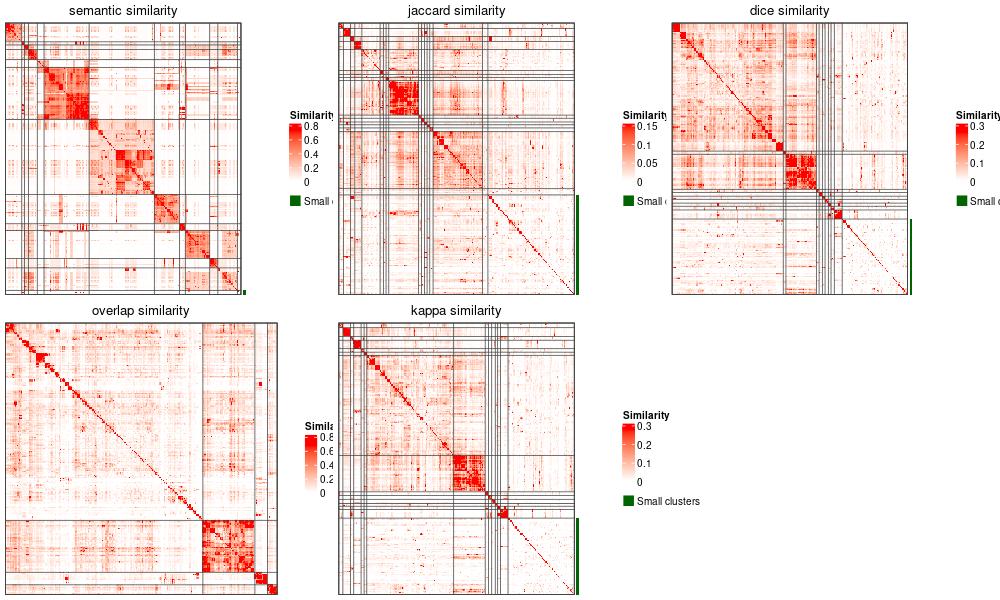 semantic similarity
Similarity
0.8
0.6
0.4
0.2
0
Small
jaccard similarity
Similarity
0.15
0.1
0.05
0
Small
dice similarity
Similarity
0.3
0.2
0.1
0
Small
overlap similarity
0.8
0.6
0.4
0.2
0
kappa similarity
Similarity
0.3
0.2
0.1
0
Small clusters